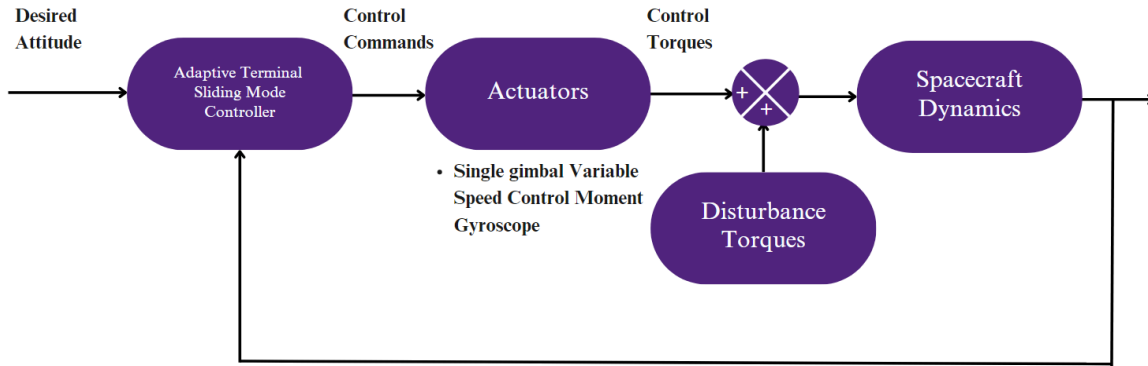 Desired
Attitude
Control
Commands
Control
Torques
Adaptive Terminal
Sliding Mode
Controller
Actuators
+
+
Spacecraft
Dynamics
• Single gimbal Variable
Speed Control Moment
Gyroscope
Disturbance
Torques